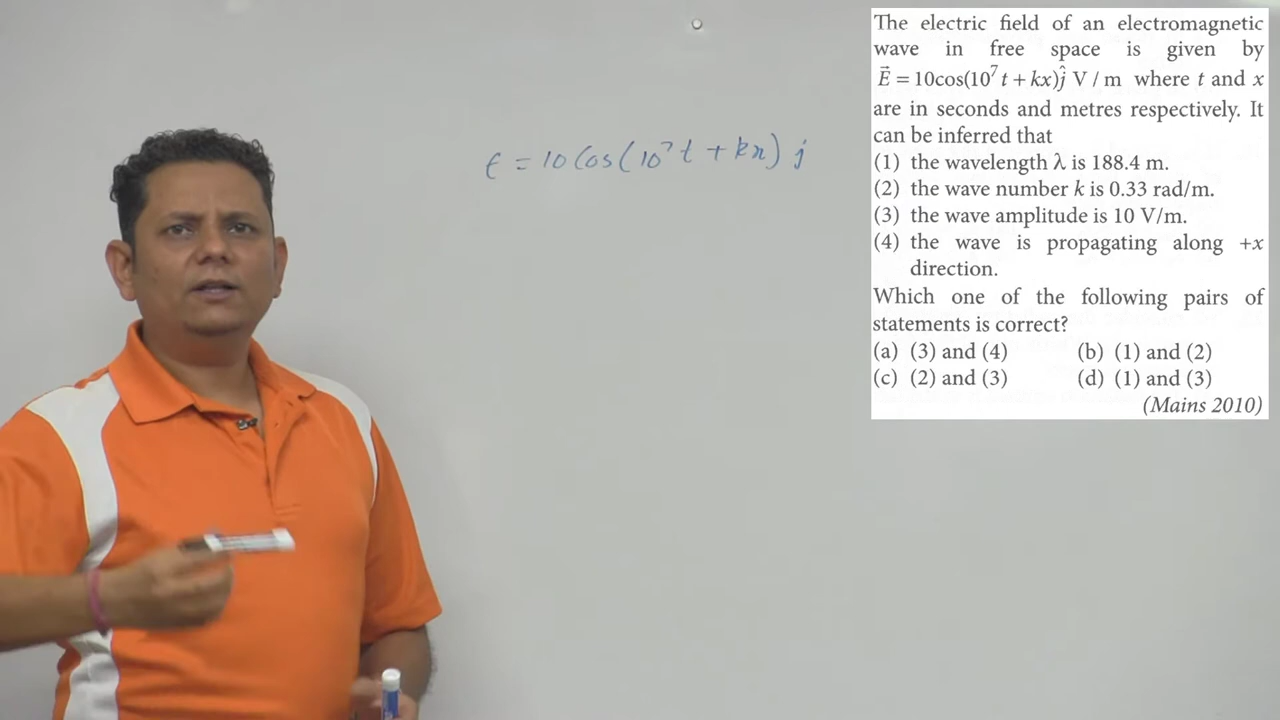 E = 10 Cos(10⁷t + kx) j
The electric field of an electromagnetic
wave in free space is given by
E⃗ = 10cos(10⁷ t + kx)ĵ V / m where t and x
are in seconds and metres respectively. It
can be inferred that
(1) the wavelength λ is 188.4 m.
(2) the wave number k is 0.33 rad/m.
(3) the wave amplitude is 10 V/m.
(4) the wave is propagating along +x
direction.
Which one of the following pairs of
statements is correct?
(a) (3) and (4) (b) (1) and (2)
(c) (2) and (3) (d) (1) and (3)
(Mains 2010)